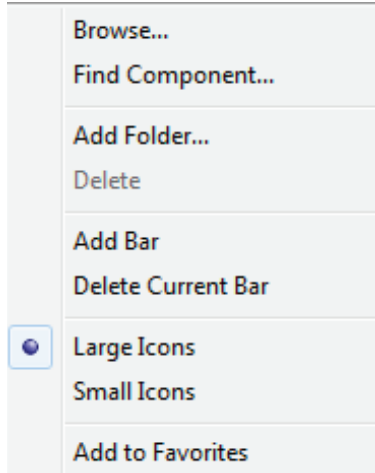 Browse...
Find Component...
Add Folder...
Delete
Add Bar
Delete Current Bar
Large Icons
Small Icons
Add to Favorites